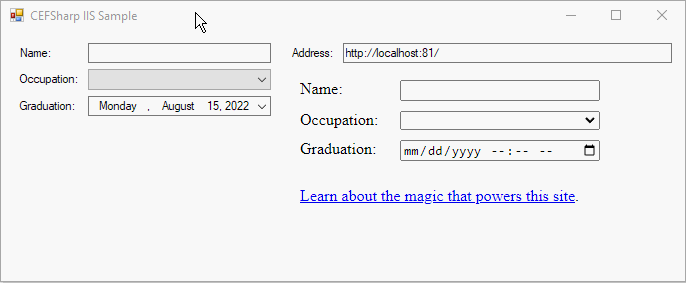 CEFSharp IIS Sample
Name:
Occupation:
Graduation: Monday , August 15, 2022
Address: http://localhost:81/
Name:
Occupation:
Graduation: mm/dd/yyyy --:-- --
Learn about the magic that powers this site.